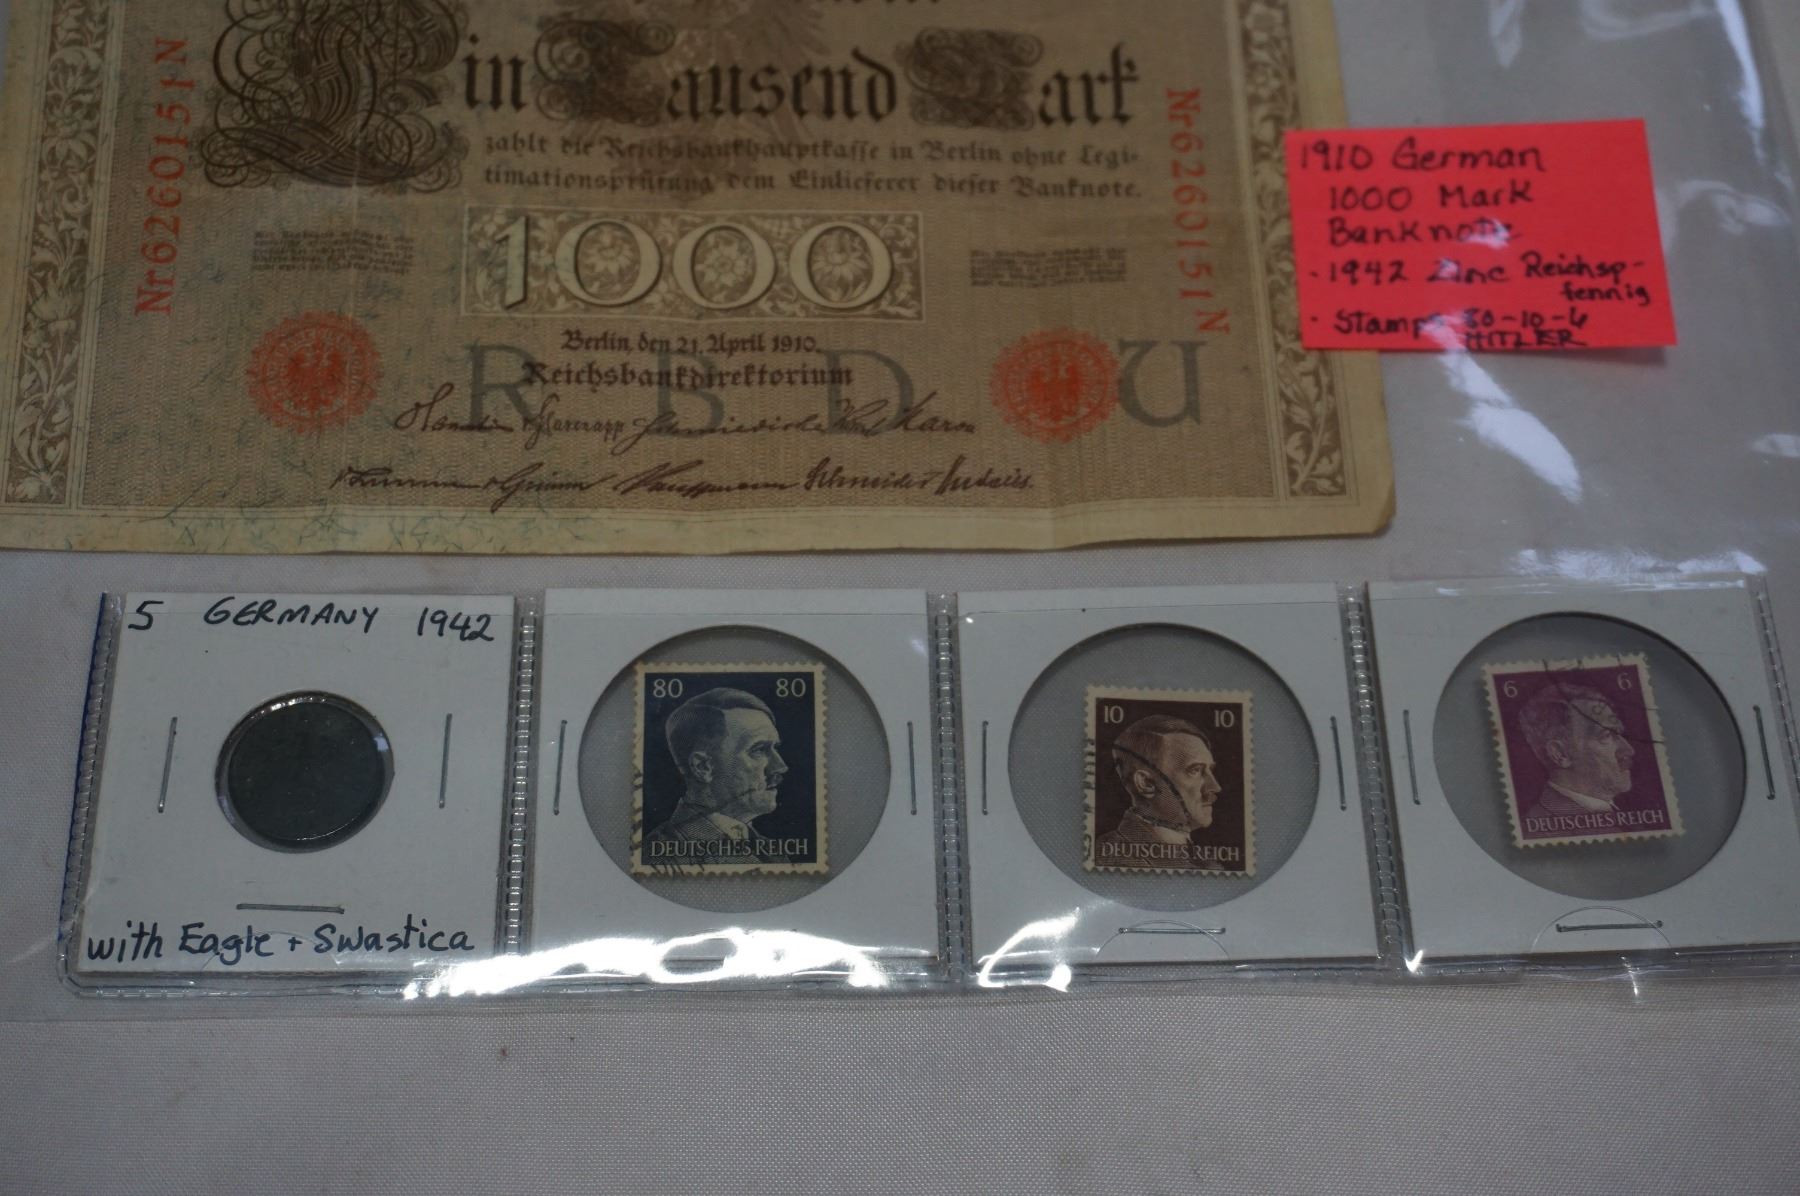 Ein Tausend Mark
zahlt die Reichsbankhauptkasse in Berlin ohne Legi-
timationsprüfung dem Einlieferer dieser Banknote.
Nr6260151N
Nr6260151N
1000
Berlin, den 21. April 1910.
Reichsbankdirektorium
R B D U
1910 German
1000 Mark
Banknote
· 1942 Zinc Reichsp-
fennig
· Stamps 80-10-6
HITLER
5 GERMANY 1942
with Eagle + Swastica
80 80
DEUTSCHES REICH
10 10
DEUTSCHES REICH
6 6
DEUTSCHES REICH